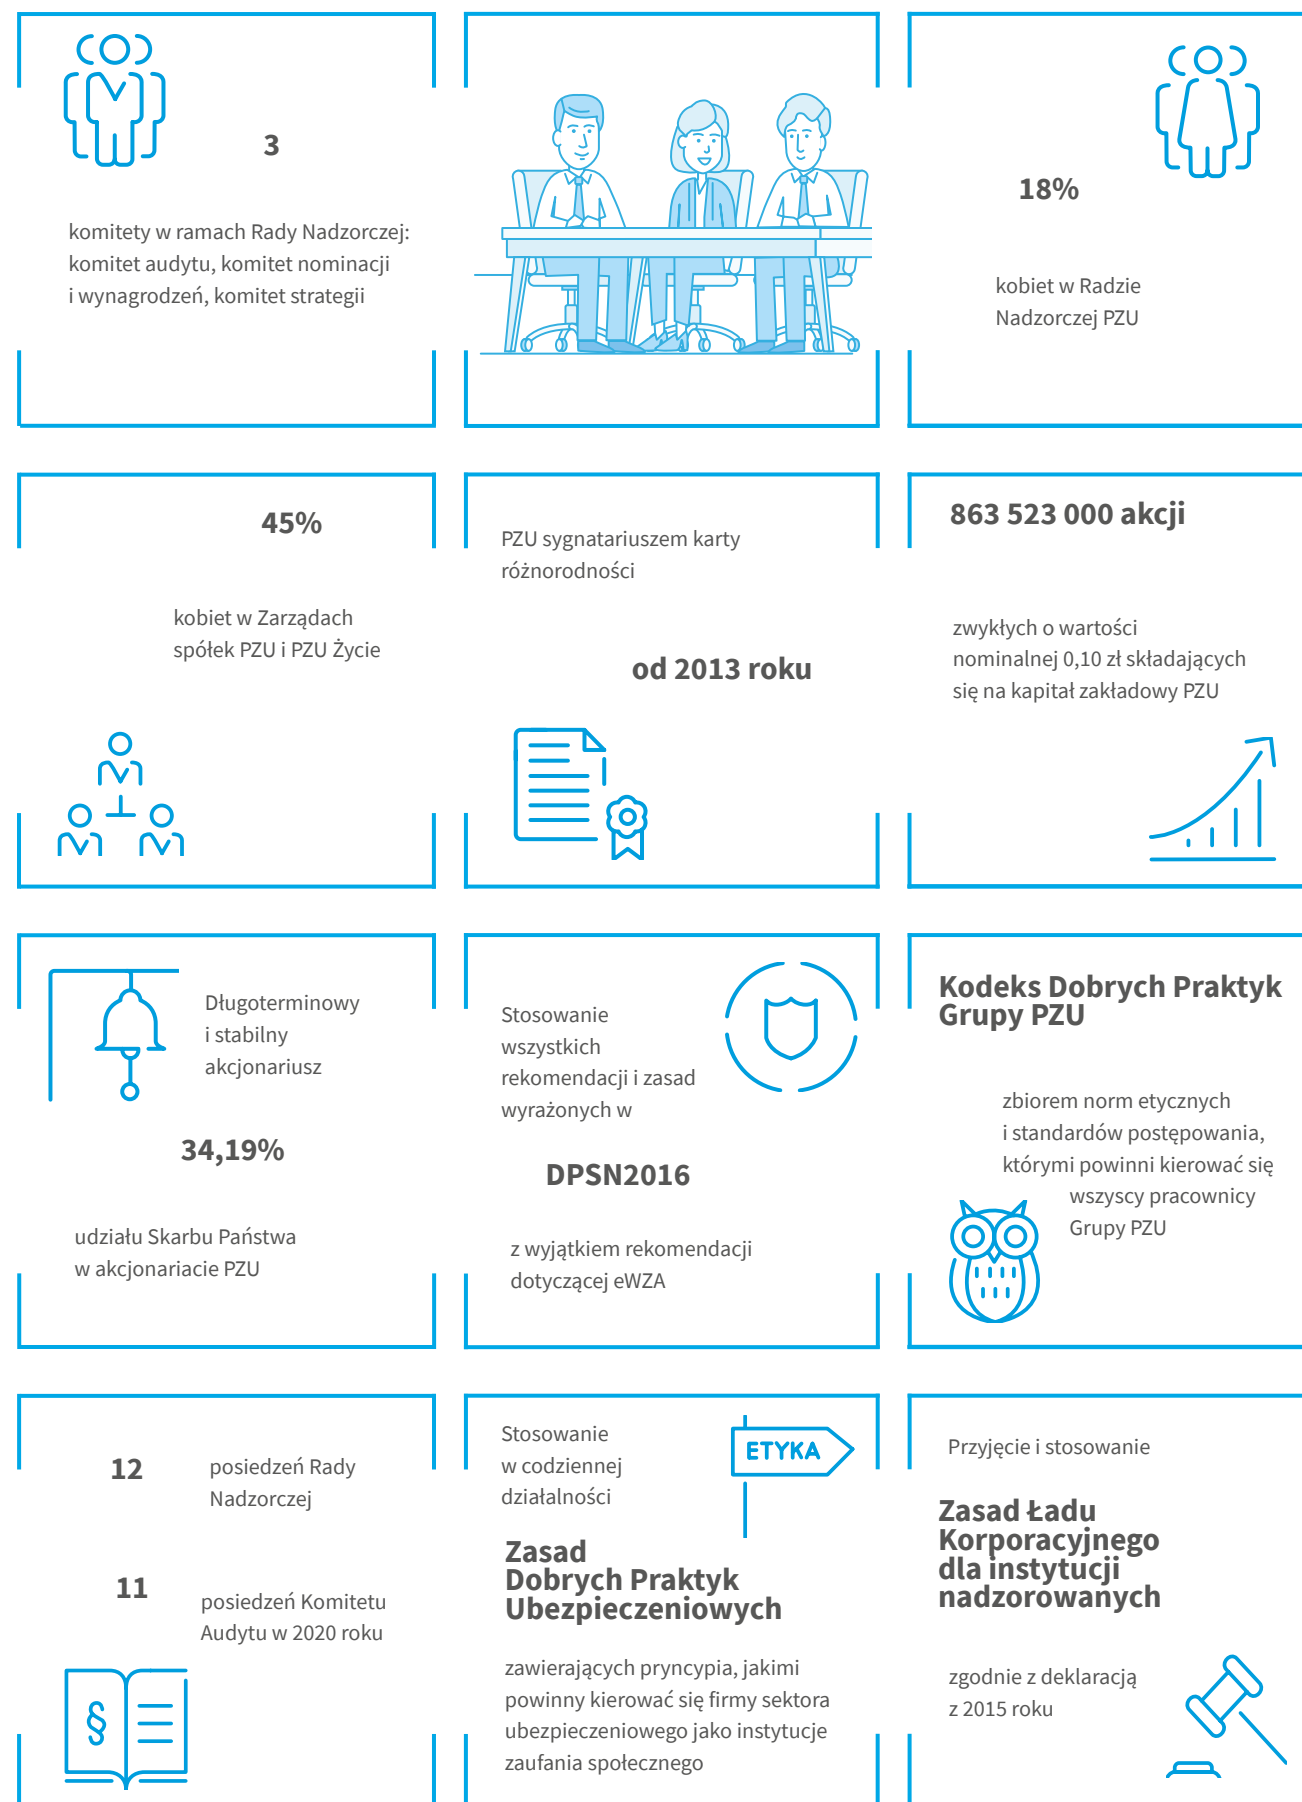 3
komitety w ramach Rady Nadzorczej:
komitet audytu, komitet nominacji
i wynagrodzeń, komitet strategii
18%
kobiet w Radzie
Nadzorczej PZU
45%
kobiet w Zarządach
spółek PZU i PZU Życie
PZU sygnatariuszem karty
różnorodności
od 2013 roku
863 523 000 akcji
zwykłych o wartości
nominalnej 0,10 zł składających
się na kapitał zakładowy PZU
Długoterminowy
i stabilny
akcjonariusz
34,19%
udziału Skarbu Państwa
w akcjonariacie PZU
Stosowanie
wszystkich
rekomendacji i zasad
wyrażonych w
DPSN2016
z wyjątkiem rekomendacji
dotyczącej eWZA
Kodeks Dobrych Praktyk
Grupy PZU
zbiorem norm etycznych
i standardów postępowania,
którymi powinni kierować się
wszyscy pracownicy
Grupy PZU
12
posiedzeń Rady
Nadzorczej
11
posiedzeń Komitetu
Audytu w 2020 roku
§
Stosowanie
w codziennej
działalności
ETYKA
Zasad
Dobrych Praktyk
Ubezpieczeniowych
zawierających pryncypia, jakimi
powinny kierować się firmy sektora
ubezpieczeniowego jako instytucje
zaufania społecznego
Przyjęcie i stosowanie
Zasad Ładu
Korporacyjnego
dla instytucji
nadzorowanych
zgodnie z deklaracją
z 2015 roku